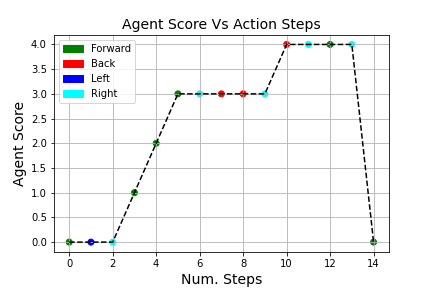 Agent Score Vs Action Steps
4.0
3.5
3.0
2.5
2.0
1.5
1.0
0.5
0.0
Agent Score
Forward
Back
Left
Right
0 2 4 6 8 10 12 14
Num. Steps